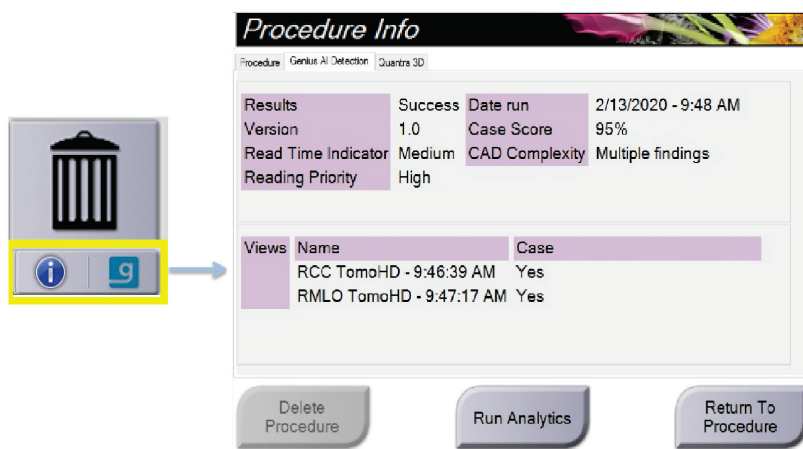 Procedure Info
Procedure Genius AI Detection Quantra 3D
Results Success Date run 2/13/2020 - 9:48 AM
Version 1.0 Case Score 95%
Read Time Indicator Medium CAD Complexity Multiple findings
Reading Priority High
i g
Views Name Case
RCC TomoHD - 9:46:39 AM Yes
RMLO TomoHD - 9:47:17 AM Yes
Delete
Procedure
Run Analytics
Return To
Procedure